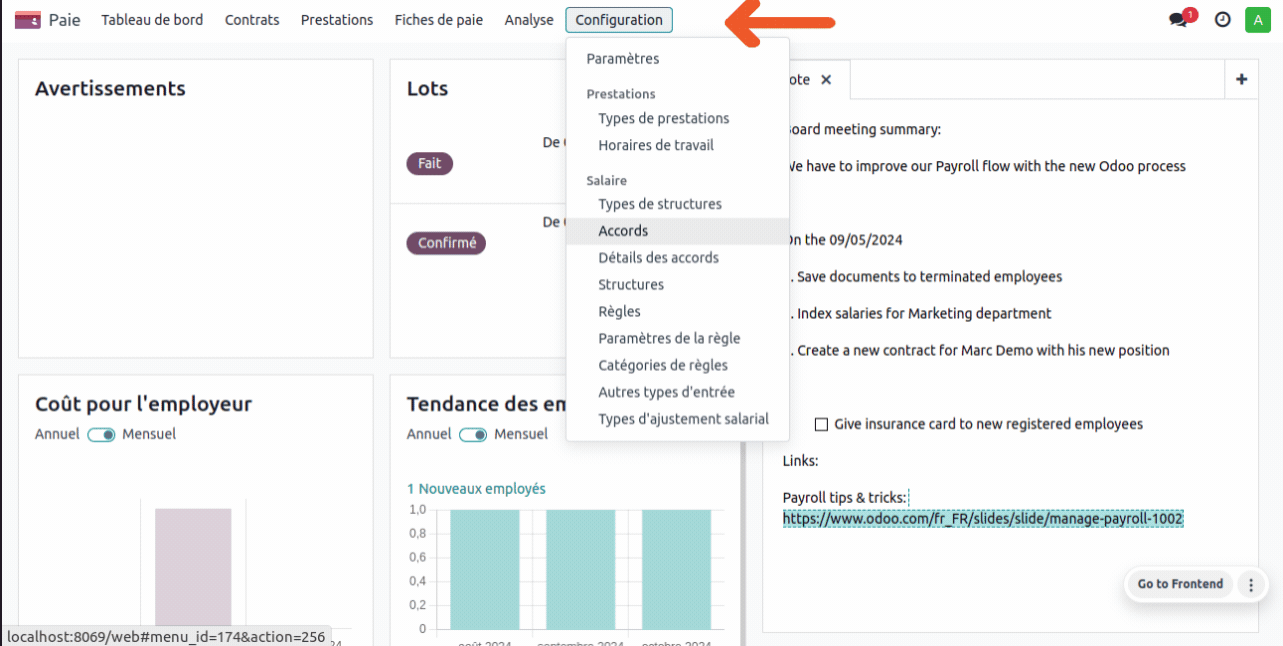 Paie Tableau de bord Contrats Prestations Fiches de paie Analyse Configuration 1 A
Avertissements
Lots
De
Fait
De
Confirmé
Paramètres
Prestations
Types de prestations
Horaires de travail
Salaire
Types de structures
Accords
Détails des accords
Structures
Règles
Paramètres de la règle
Catégories de règles
Autres types d'entrée
Types d'ajustement salarial
ote × +
oard meeting summary:
We have to improve our Payroll flow with the new Odoo process
On the 09/05/2024
. Save documents to terminated employees
. Index salaries for Marketing department
. Create a new contract for Marc Demo with his new position
Give insurance card to new registered employees
Links:
Payroll tips & tricks:
https://www.odoo.com/fr_FR/slides/slide/manage-payroll-1002
Go to Frontend
Coût pour l'employeur
Annuel Mensuel
Tendance des em
Annuel Mensuel
1 Nouveaux employés
1,0
0,8
0,6
0,4
0,2
0
août 2024 septembre 2024 octobre 2024
localhost:8069/web#menu_id=174&action=256